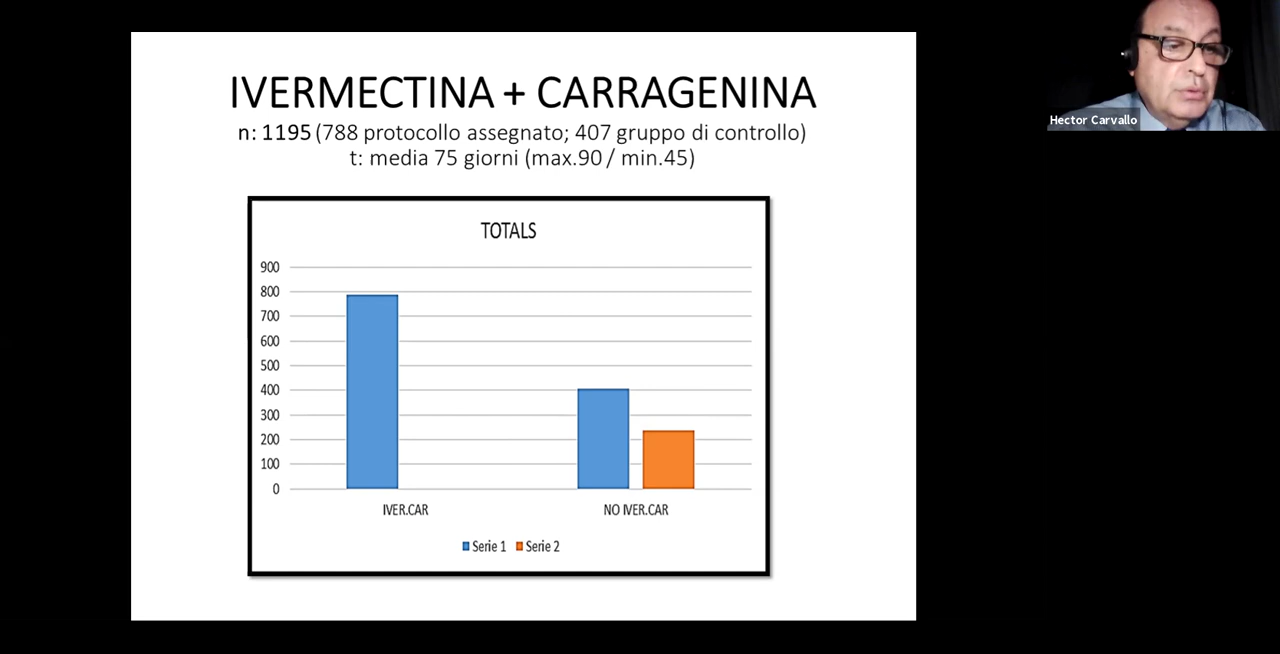 IVERMECTINA + CARRAGENINA
n: 1195 (788 protocollo assegnato; 407 gruppo di controllo)
t: media 75 giorni (max.90 / min.45)
TOTALS
900
800
700
600
500
400
300
200
100
0
IVER.CAR
NO IVER.CAR
Serie 1
Serie 2
Hector Carvallo